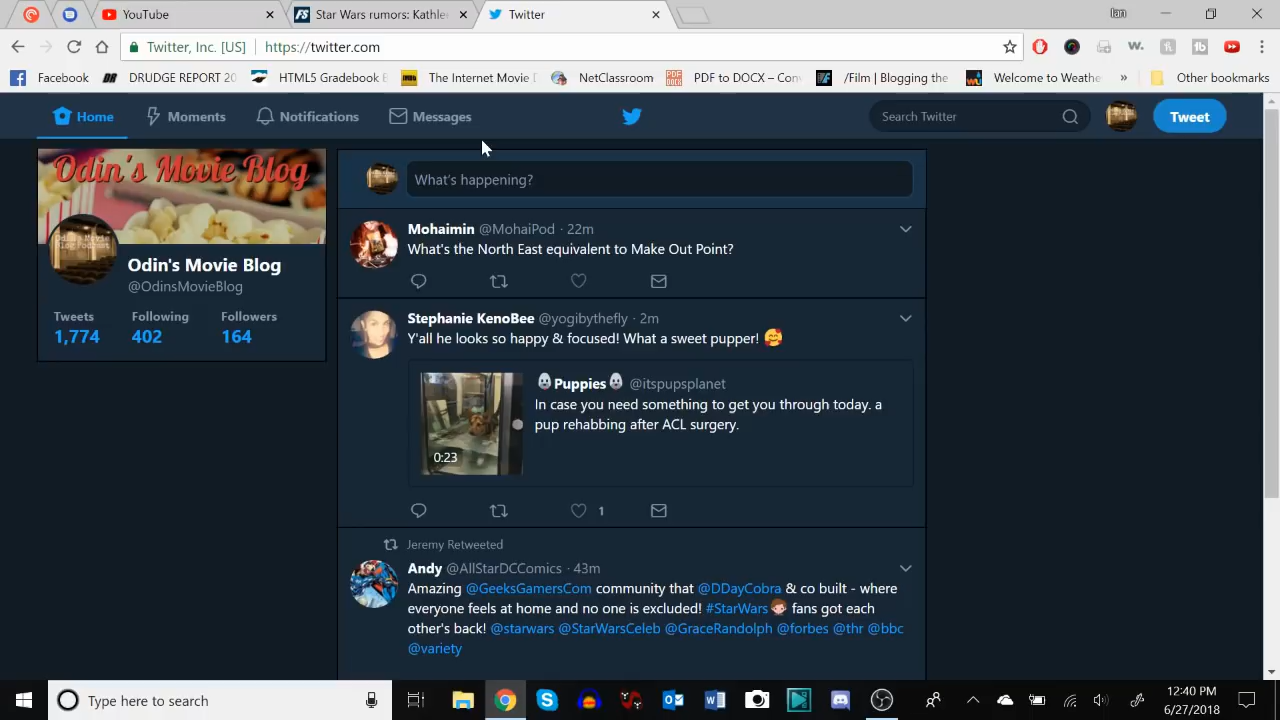 YouTube
Star Wars rumors: Kathle
Twitter
Twitter, Inc. [US]
https://twitter.com
Facebook
DRUDGE REPORT 20
HTML5 Gradebook E
The Internet Movie D
NetClassroom
PDF to DOCX – Con
/Film | Blogging the
Welcome to Weathe
»
Other bookmarks
Home
Moments
Notifications
Messages
Search Twitter
Tweet
Odin's Movie Blog
Odin's Movie
Blog Podcast
Odin's Movie Blog
@OdinsMovieBlog
Tweets Following Followers
1,774 402 164
What's happening?
Mohaimin @MohaiPod · 22m
What's the North East equivalent to Make Out Point?
Stephanie KenoBee @yogibythefly · 2m
Y'all he looks so happy & focused! What a sweet pupper! 🥰
Puppies @itspupsplanet
In case you need something to get you through today. a
pup rehabbing after ACL surgery.
0:23
1
Jeremy Retweeted
Andy @AllStarDCComics · 43m
Amazing @GeeksGamersCom community that @DDayCobra & co built - where
everyone feels at home and no one is excluded! #StarWars fans got each
other's back! @starwars @StarWarsCeleb @GraceRandolph @forbes @thr @bbc
@variety
Type here to search
12:40 PM
6/27/2018